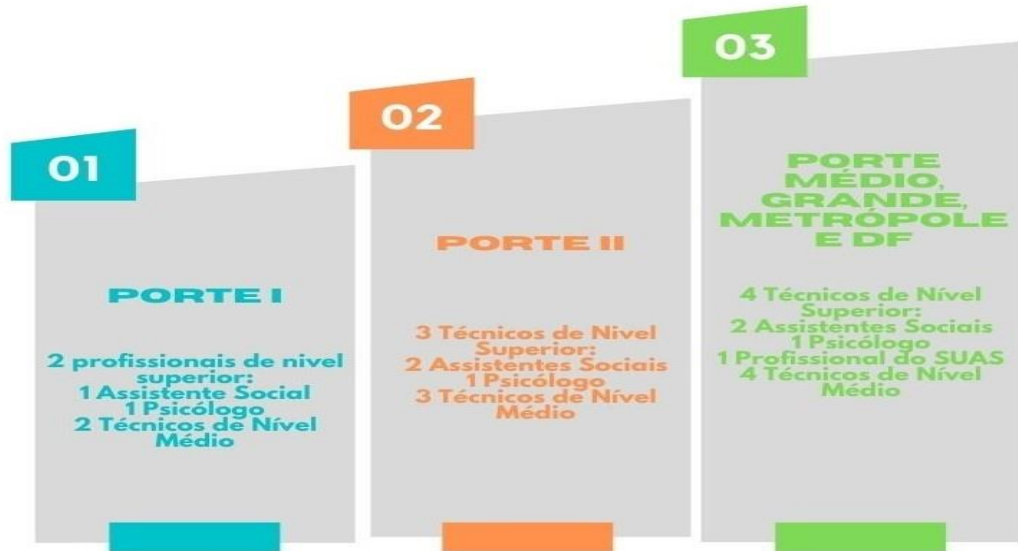 01
PORTE I
2 profissionais de nivel
superior:
1 Assistente Social
1 Psicólogo
2 Técnicos de Nível
Médio
02
PORTE II
3 Técnicos de Nivel
Superior:
2 Assistentes Sociais
1 Psicólogo
3 Técnicos de Nível
Médio
03
PORTE
MÉDIO,
GRANDE,
METRÓPOLE
E DF
4 Técnicos de Nível
Superior:
2 Assistentes Sociais
1 Psicólogo
1 Profissional do SUAS
4 Técnicos de Nível
Médio